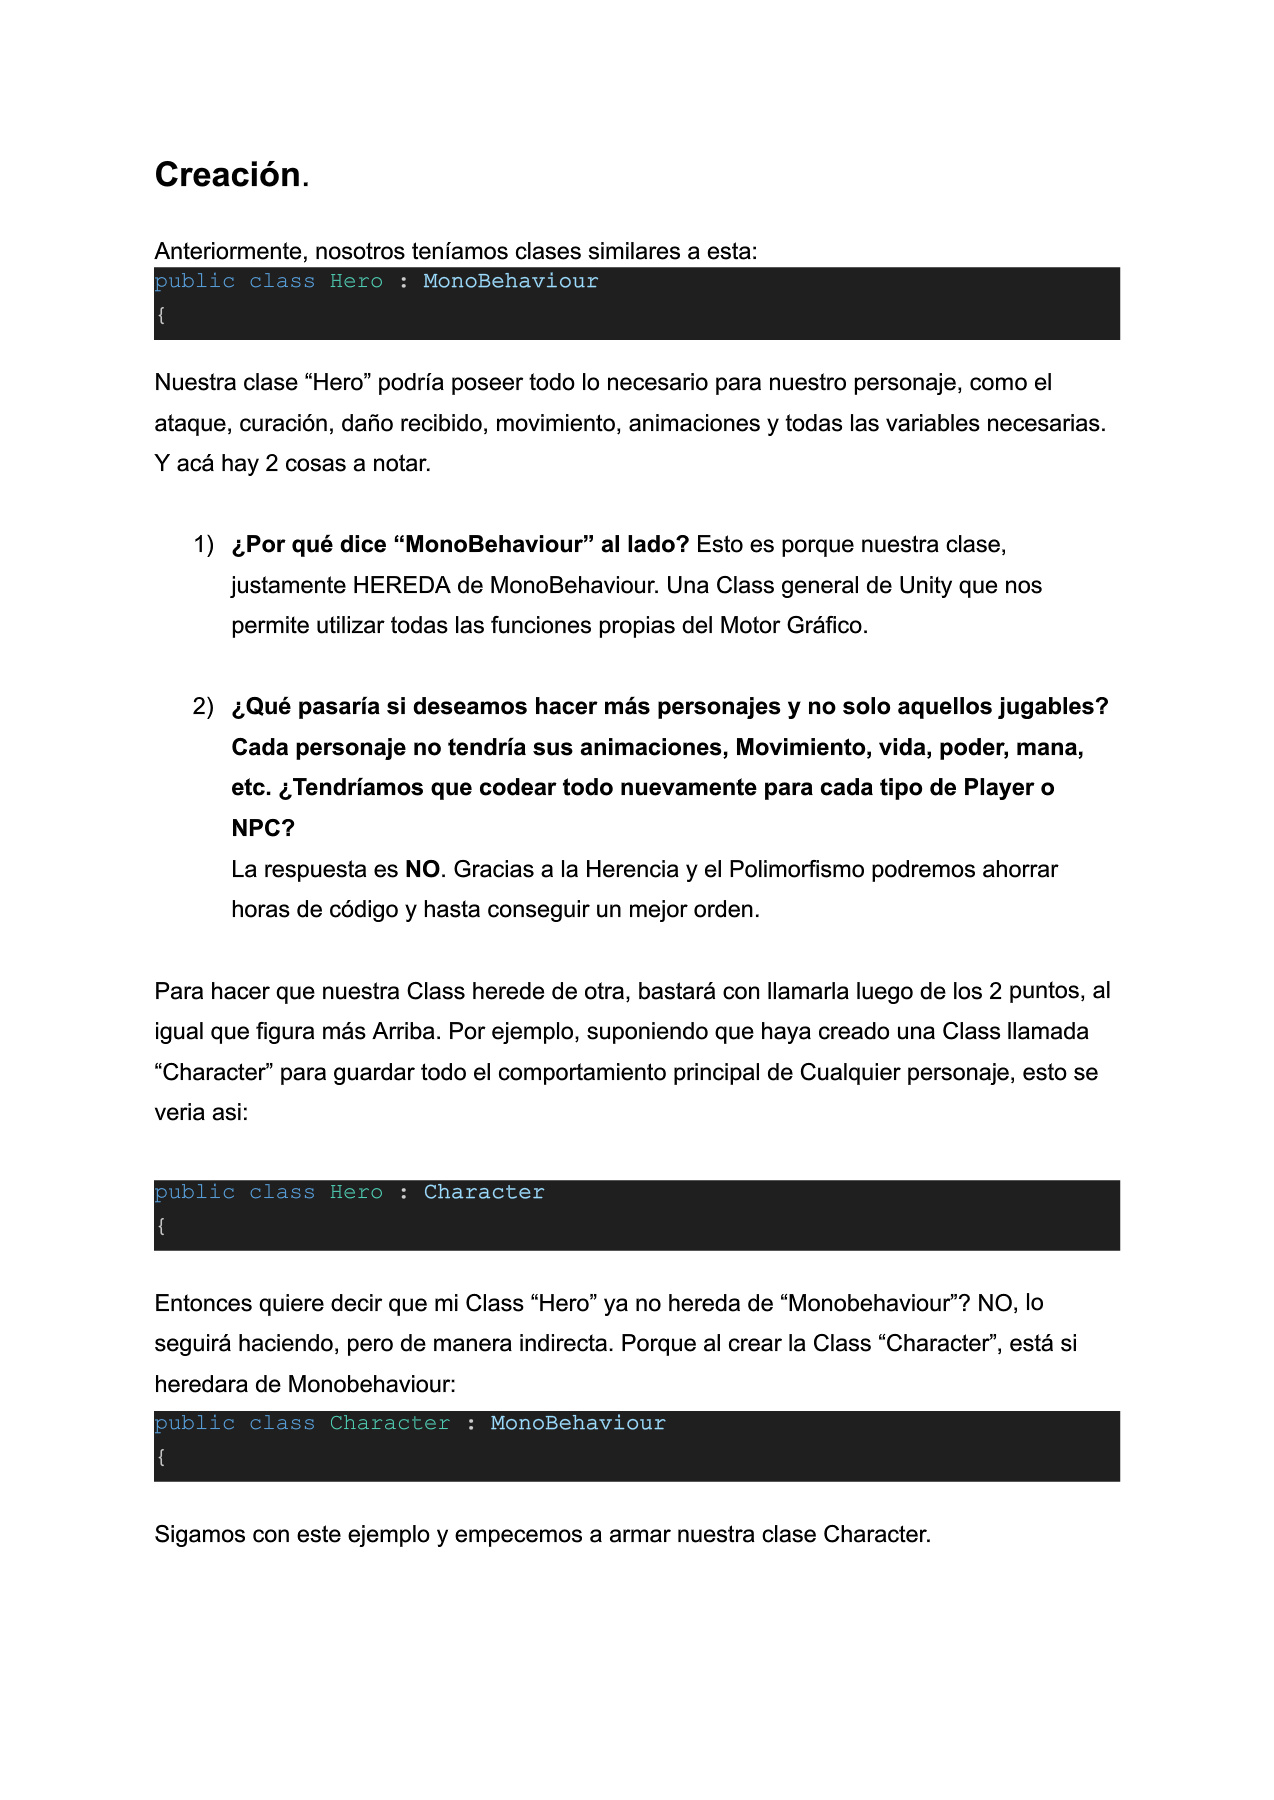 Creación.
Anteriormente, nosotros teníamos clases similares a esta:
public class Hero : MonoBehaviour
{
Nuestra clase “Hero” podría poseer todo lo necesario para nuestro personaje, como el
ataque, curación, daño recibido, movimiento, animaciones y todas las variables necesarias.
Y acá hay 2 cosas a notar.
1) ¿Por qué dice “MonoBehaviour” al lado? Esto es porque nuestra clase,
justamente HEREDA de MonoBehaviour. Una Class general de Unity que nos
permite utilizar todas las funciones propias del Motor Gráfico.
2) ¿Qué pasaría si deseamos hacer más personajes y no solo aquellos jugables?
Cada personaje no tendría sus animaciones, Movimiento, vida, poder, mana,
etc. ¿Tendríamos que codear todo nuevamente para cada tipo de Player o
NPC?
La respuesta es NO. Gracias a la Herencia y el Polimorfismo podremos ahorrar
horas de código y hasta conseguir un mejor orden.
Para hacer que nuestra Class herede de otra, bastará con llamarla luego de los 2 puntos, al
igual que figura más Arriba. Por ejemplo, suponiendo que haya creado una Class llamada
“Character” para guardar todo el comportamiento principal de Cualquier personaje, esto se
veria asi:
public class Hero : Character
{
Entonces quiere decir que mi Class “Hero” ya no hereda de “Monobehaviour”? NO, lo
seguirá haciendo, pero de manera indirecta. Porque al crear la Class “Character”, está si
heredara de Monobehaviour:
public class Character : MonoBehaviour
{
Sigamos con este ejemplo y empecemos a armar nuestra clase Character.